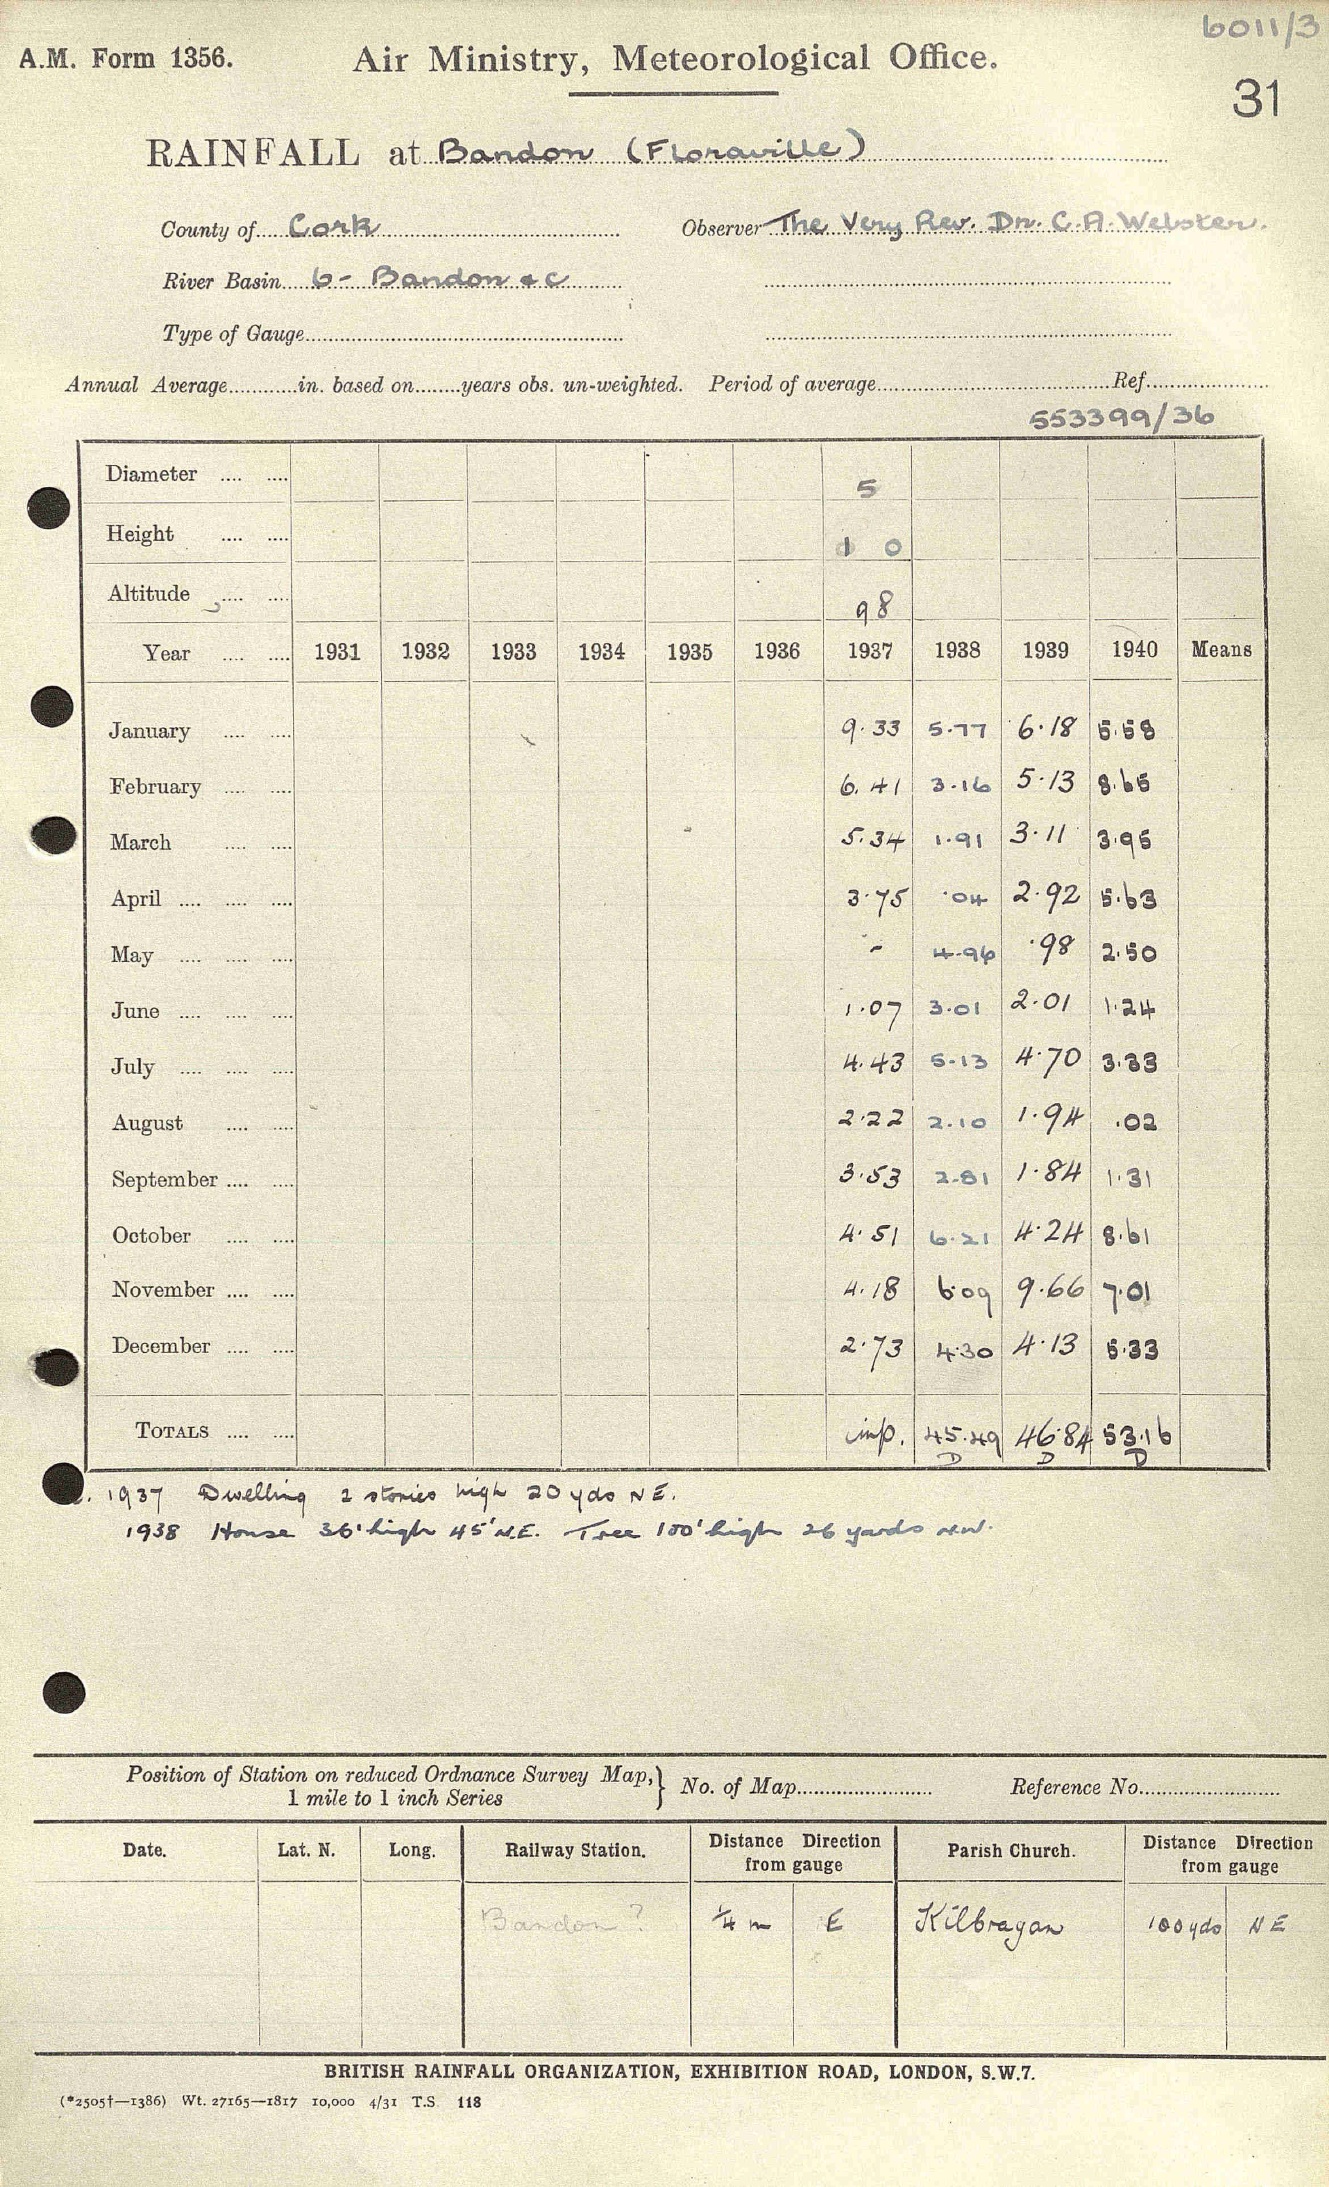 6011/3
A.M. Form 1356. Air Ministry, Meteorological Office.
31
RAINFALL at Bandon (Floraville)
County of Cork Observer The Very Rev. Dn. C.A. Webster.
River Basin 6 - Bandon & c
Type of Gauge
Annual Average in. based on years obs. un-weighted. Period of average Ref.
553399/36
Diameter 5
Height 1 0
Altitude 98
Year 1931 1932 1933 1934 1935 1936 1937 1938 1939 1940 Means
January 9.33 5.77 6.18 5.58
February 6.41 3.16 5.13 8.65
March 5.34 1.91 3.11 3.95
April 3.75 .04 2.92 5.63
May - 4.96 .98 2.50
June 1.07 3.01 2.01 1.24
July 4.43 5.13 4.70 3.33
August 2.22 2.10 1.94 .02
September 3.53 2.81 1.84 1.31
October 4.51 6.21 4.24 8.61
November 4.18 6.09 9.66 7.01
December 2.73 4.30 4.13 5.33
TOTALS imp. 45.49 46.84 53.16
D D D
1937 Dwelling 2 stories high 20 yds NE.
1938 House 36' high 45' N.E. Tree 100' high 26 yards N.W.
Position of Station on reduced Ordnance Survey Map, } No. of Map Reference No.
1 mile to 1 inch Series
Date. Lat. N. Long. Railway Station. Distance Direction from gauge Parish Church. Distance Direction from gauge
Bandon? 1/4 m E Kilbragan 100 yds NE
BRITISH RAINFALL ORGANIZATION, EXHIBITION ROAD, LONDON, S.W.7.
(*2505†—1386) Wt. 27165—1817 10,000 4/31 T.S. 118